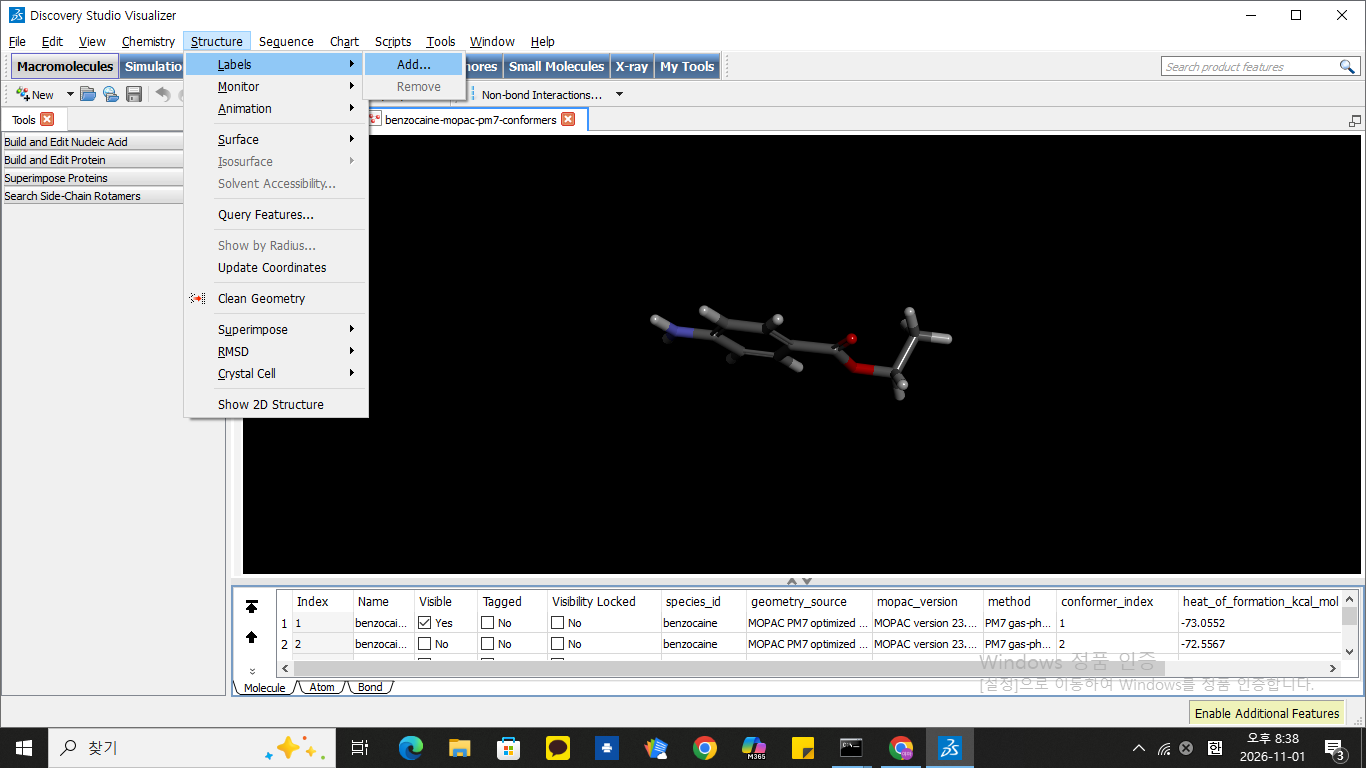 Discovery Studio Visualizer
File Edit View Chemistry Structure Sequence Chart Scripts Tools Window Help
Macromolecules Simulatio hores Small Molecules X-ray My Tools
Search product features
New
Non-bond Interactions...
Labels
Monitor
Animation
Surface
Isosurface
Solvent Accessibility...
Query Features...
Show by Radius...
Update Coordinates
Clean Geometry
Superimpose
RMSD
Crystal Cell
Show 2D Structure
Add...
Remove
Tools
benzocaine-mopac-pm7-conformers
Build and Edit Nucleic Acid
Build and Edit Protein
Superimpose Proteins
Search Side-Chain Rotamers
Index Name Visible Tagged Visibility Locked species_id geometry_source mopac_version method conformer_index heat_of_formation_kcal_mol
1 1 benzocai... Yes No No benzocaine MOPAC PM7 optimized ... MOPAC version 23.... PM7 gas-ph... 1 -73.0552
2 2 benzocai... No No No benzocaine MOPAC PM7 optimized ... MOPAC version 23.... PM7 gas-ph... 2 -72.5567
Molecule Atom Bond
Windows 정품 인증
[설정]으로 이동하여 Windows를 정품 인증합니다.
Enable Additional Features
찾기
M365
한
오후 8:38
2026-11-01
3